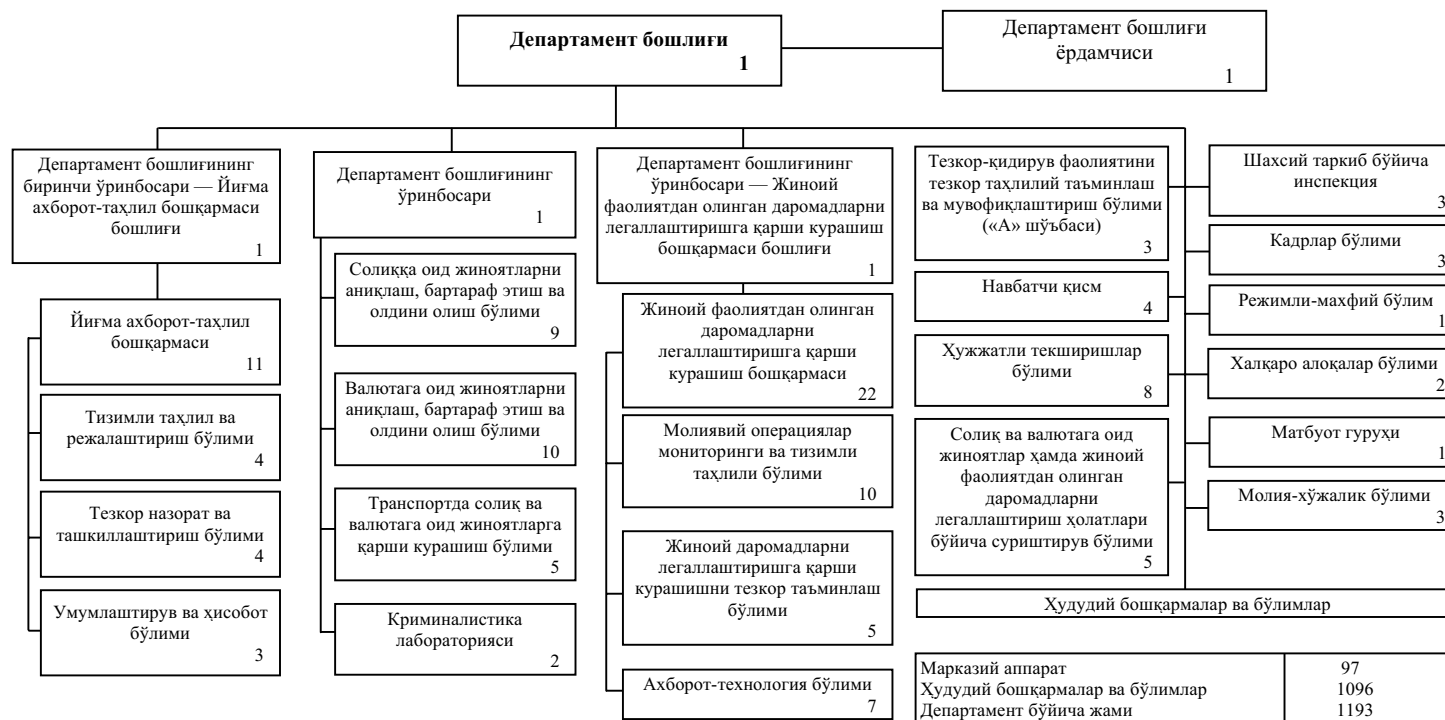 Департамент бошлиғи
1
Департамент бошлиғи
ёрдамчиси
1
Департамент бошлиғининг
биринчи ўринбосари — Йиғма
ахборот-таҳлил бошқармаси
бошлиғи
1
Йиғма ахборот-таҳлил
бошқармаси
11
Тизимли таҳлил ва
режалаштириш бўлими
4
Тезкор назорат ва
ташкиллаштириш бўлими
4
Умумлаштирув ва ҳисобот
бўлими
3
Департамент бошлиғининг
ўринбосари
1
Солиққа оид жиноятларни
аниқлаш, бартараф этиш ва
олдини олиш бўлими
9
Валютага оид жиноятларни
аниқлаш, бартараф этиш ва
олдини олиш бўлими
10
Транспортда солиқ ва
валютага оид жиноятларга
қарши курашиш бўлими
5
Криминалистика
лабораторияси
2
Департамент бошлиғининг
ўринбосари — Жиноий
фаолиятдан олинган даромадларни
легаллаштиришга қарши курашиш
бошқармаси бошлиғи
1
Жиноий фаолиятдан олинган
даромадларни
легаллаштиришга қарши
курашиш бошқармаси
22
Молиявий операциялар
мониторинги ва тизимли
таҳлили бўлими
10
Жиноий даромадларни
легаллаштиришга қарши
курашишни тезкор таъминлаш
бўлими
5
Ахборот-технология бўлими
7
Тезкор-қидирув фаолиятини
тезкор таҳлилий таъминлаш
ва мувофиқлаштириш бўлими
(«А» шўъбаси)
3
Навбатчи қисм
4
Ҳужжатли текширишлар
бўлими
8
Солиқ ва валютага оид
жиноятлар ҳамда жиноий
фаолиятдан олинган
даромадларни
легаллаштириш ҳолатлари
бўйича суриштирув бўлими
5
Шахсий таркиб бўйича
инспекция
3
Кадрлар бўлими
3
Режимли-махфий бўлим
1
Халқаро алоқалар бўлими
2
Матбуот гуруҳи
1
Молия-хўжалик бўлими
3
Ҳудудий бошқармалар ва бўлимлар
Марказий аппарат 97
Ҳудудий бошқармалар ва бўлимлар 1096
Департамент бўйича жами 1193